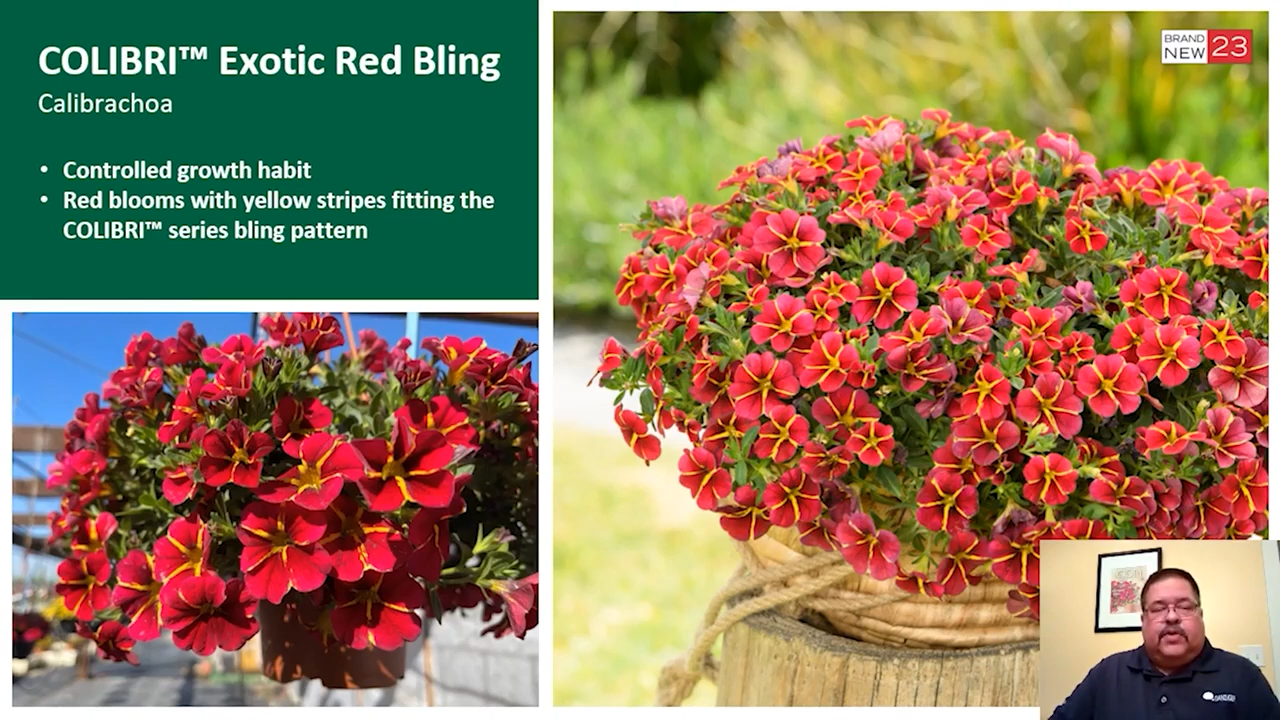 COLIBRI™ Exotic Red Bling
Calibrachoa
• Controlled growth habit
• Red blooms with yellow stripes fitting the
COLIBRI™ series bling pattern
BRAND
NEW 23